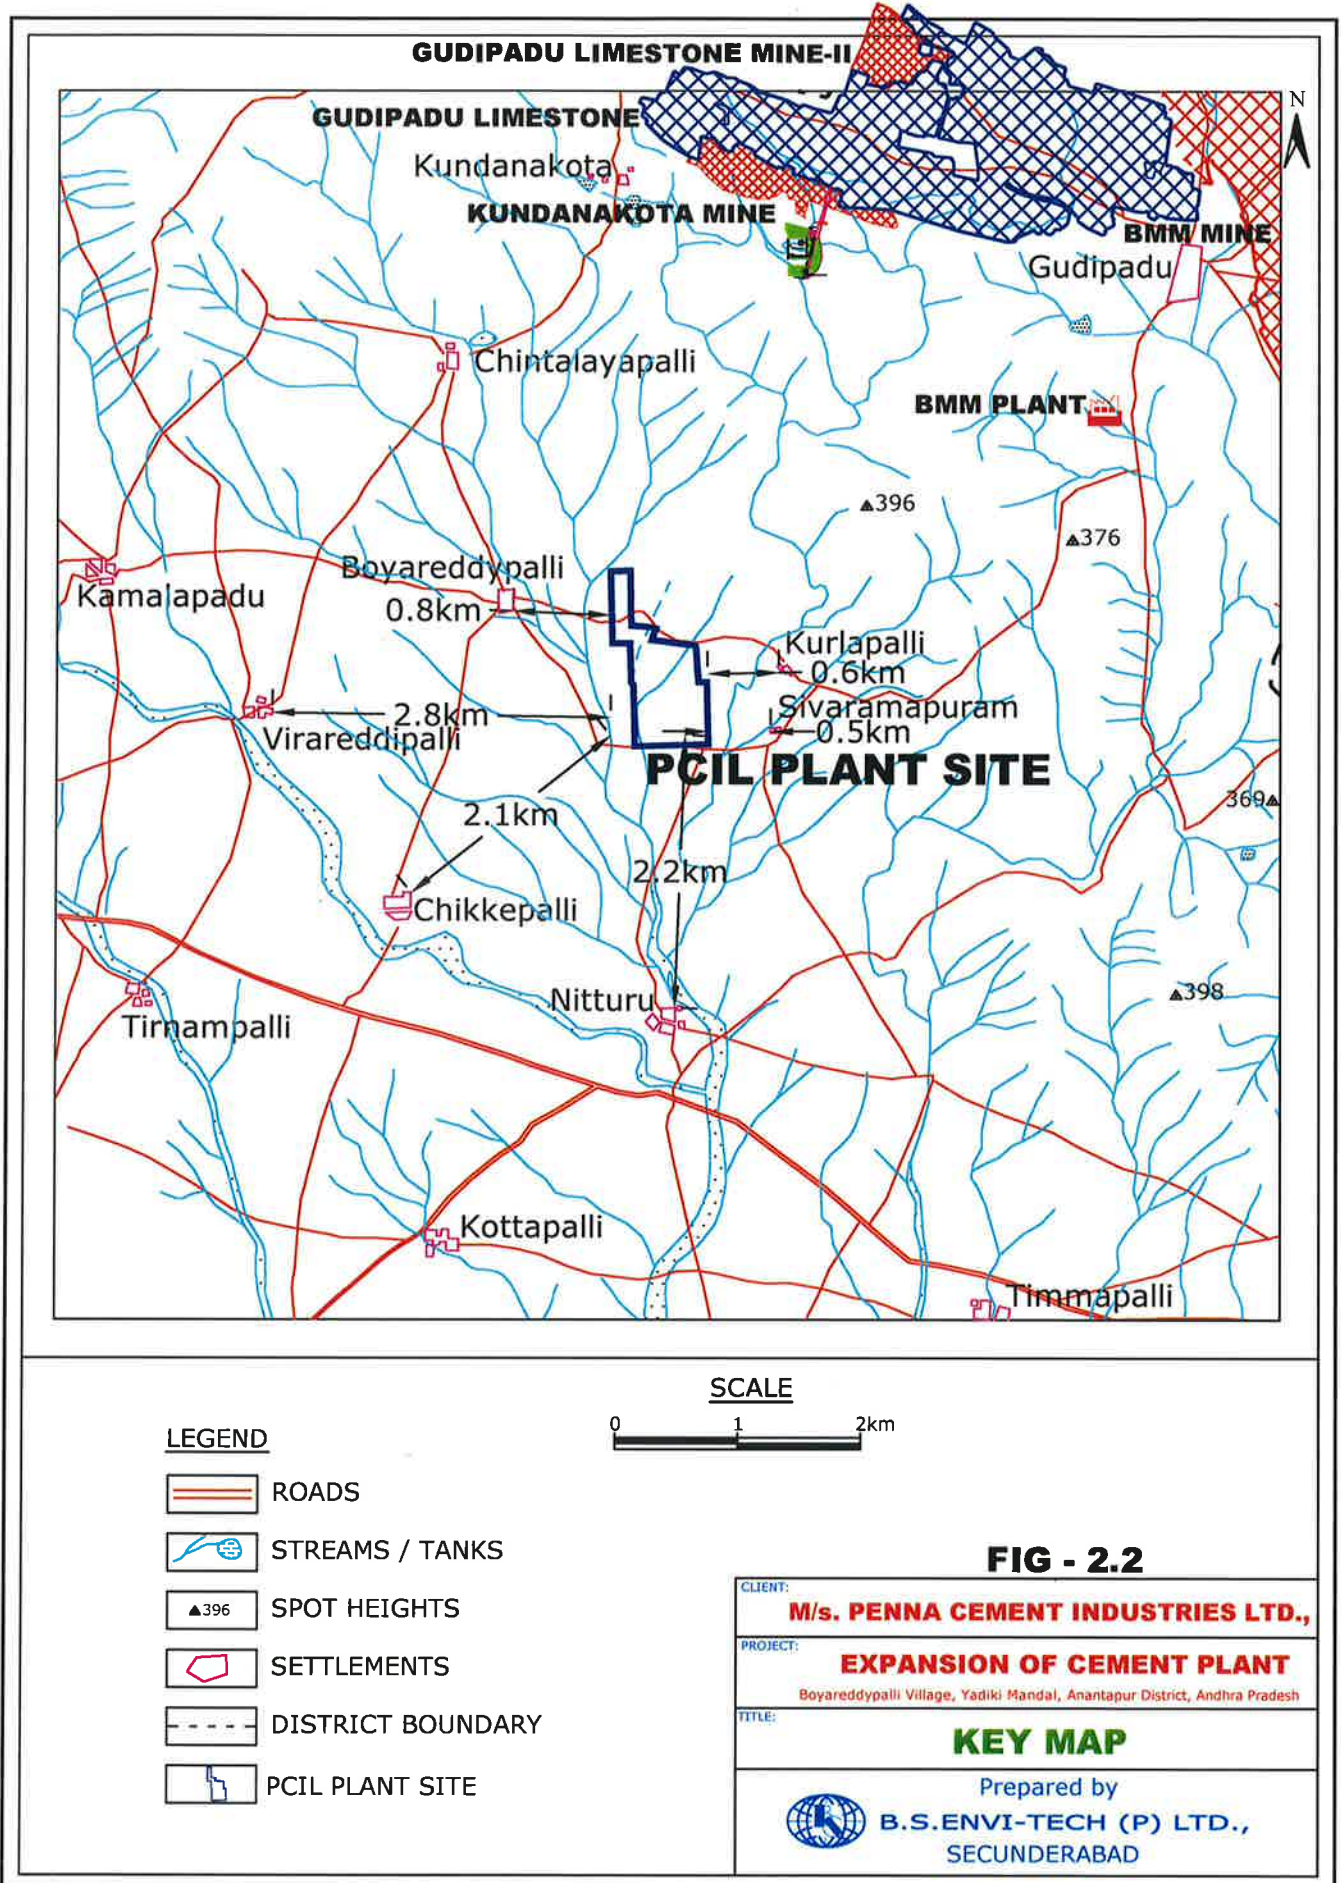 GUDIPADU LIMESTONE MINE-II
N
GUDIPADU LIMESTONE
Kundanakota
KUNDANAKOTA MINE
BMM MINE
Gudipadu
Chintalayapalli
BMM PLANT
396
376
Boyareddypalli
Kamalapadu
0.8km
Kurlapalli
0.6km
Sivaramapuram
2.8km
0.5km
Virareddipalli
PCIL PLANT SITE
369
2.1km
2.2km
Chikkepalli
398
Nitturu
Tirnampalli
Kottapalli
Timmapalli
SCALE
0 1 2km
LEGEND
ROADS
STREAMS / TANKS
396 SPOT HEIGHTS
SETTLEMENTS
DISTRICT BOUNDARY
PCIL PLANT SITE
FIG - 2.2
CLIENT:
M/s. PENNA CEMENT INDUSTRIES LTD.,
PROJECT:
EXPANSION OF CEMENT PLANT
Boyareddypalli Village, Yadiki Mandal, Anantapur District, Andhra Pradesh
TITLE:
KEY MAP
Prepared by
B.S.ENVI-TECH (P) LTD.,
SECUNDERABAD